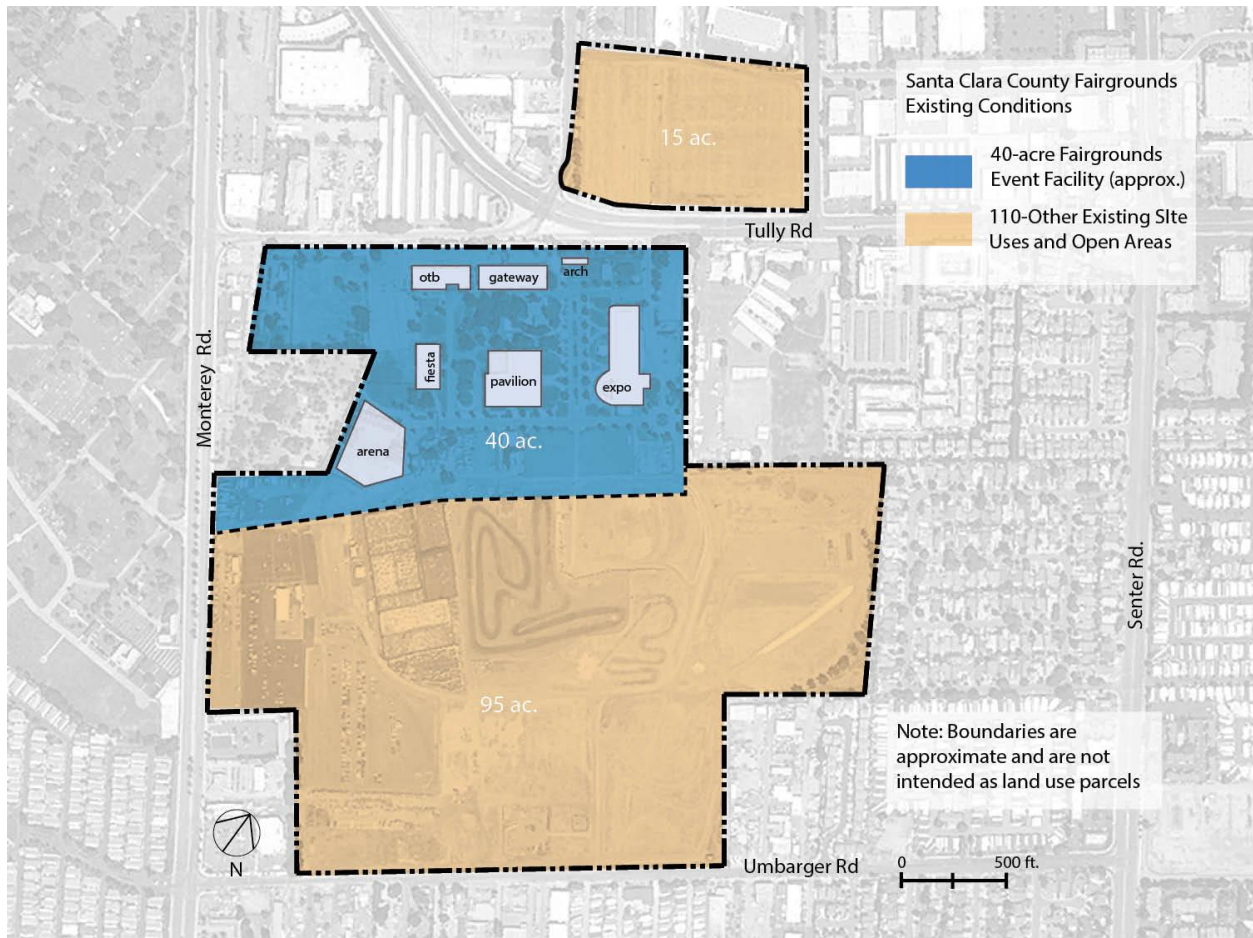 Santa Clara County Fairgrounds
Existing Conditions
40-acre Fairgrounds
Event Facility (approx.)
110-Other Existing SIte
Uses and Open Areas
15 ac.
Tully Rd
otb
gateway
arch
fiesta
pavilion
expo
arena
40 ac.
Monterey Rd.
Senter Rd.
95 ac.
Note: Boundaries are
approximate and are not
intended as land use parcels
N
Umbarger Rd
0 500 ft.